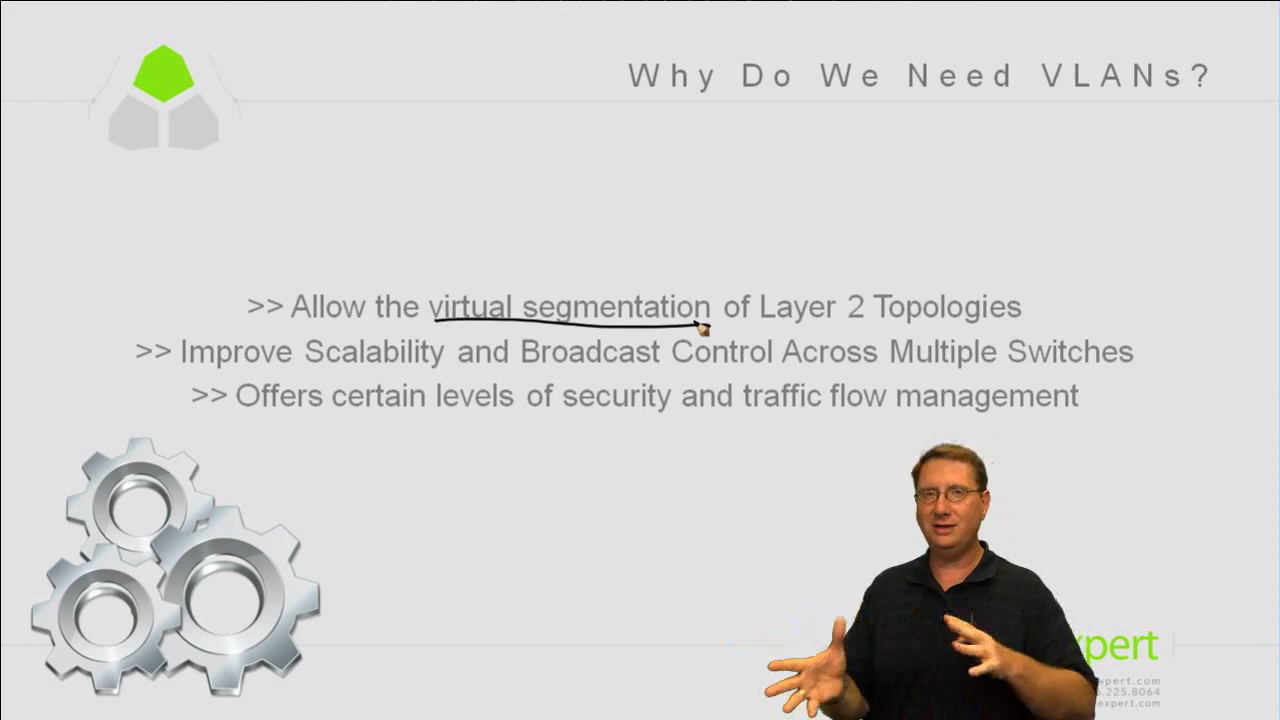 Why Do We Need VLANs?
>> Allow the virtual segmentation of Layer 2 Topologies
>> Improve Scalability and Broadcast Control Across Multiple Switches
>> Offers certain levels of security and traffic flow management